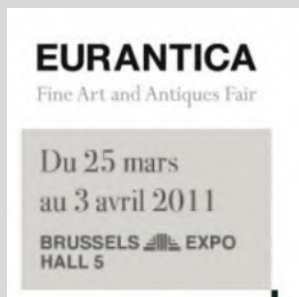 EURANTICA
Fine Art and Antiques Fair
Du 25 mars
au 3 avril 2011
BRUSSELS EXPO
HALL 5